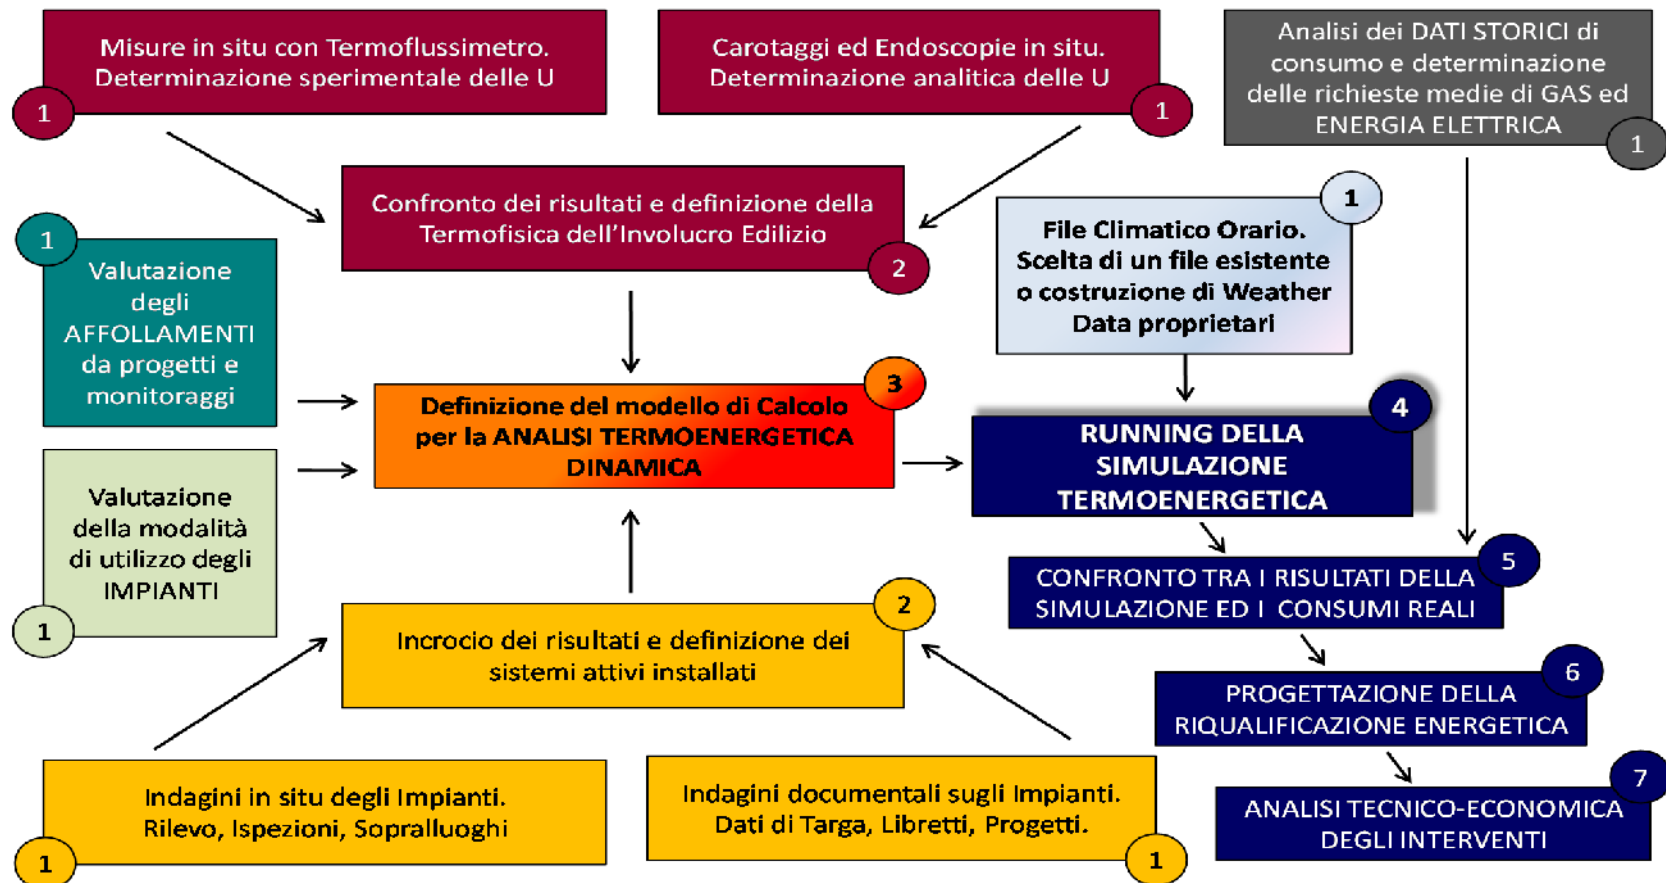 Misure in situ con Termoflussimetro.
Determinazione sperimentale delle U
1
Carotaggi ed Endoscopie in situ.
Determinazione analitica delle U
1
Analisi dei DATI STORICI di
consumo e determinazione
delle richieste medie di GAS ed
ENERGIA ELETTRICA
1
Confronto dei risultati e definizione della
Termofisica dell'Involucro Edilizio
2
1
File Climatico Orario.
Scelta di un file esistente
o costruzione di Weather
Data proprietari
1
Valutazione
degli
AFFOLLAMENTI
da progetti e
monitoraggi
3
Definizione del modello di Calcolo
per la ANALISI TERMOENERGETICA
DINAMICA
4
RUNNING DELLA
SIMULAZIONE
TERMOENERGETICA
Valutazione
della modalità
di utilizzo degli
IMPIANTI
1
5
CONFRONTO TRA I RISULTATI DELLA
SIMULAZIONE ED I CONSUMI REALI
2
Incrocio dei risultati e definizione dei
sistemi attivi installati
6
PROGETTAZIONE DELLA
RIQUALIFICAZIONE ENERGETICA
Indagini in situ degli Impianti.
Rilievo, Ispezioni, Sopralluoghi
1
Indagini documentali sugli Impianti.
Dati di Targa, Libretti, Progetti.
1
7
ANALISI TECNICO-ECONOMICA
DEGLI INTERVENTI